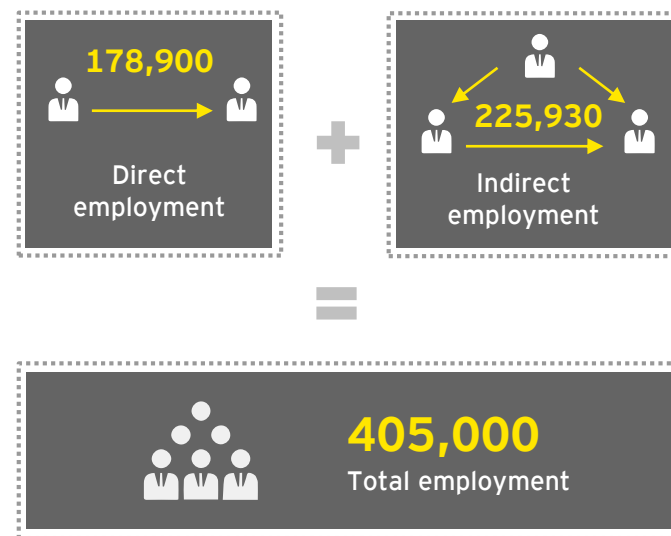 178,900
Direct
employment
225,930
Indirect
employment
405,000
Total employment